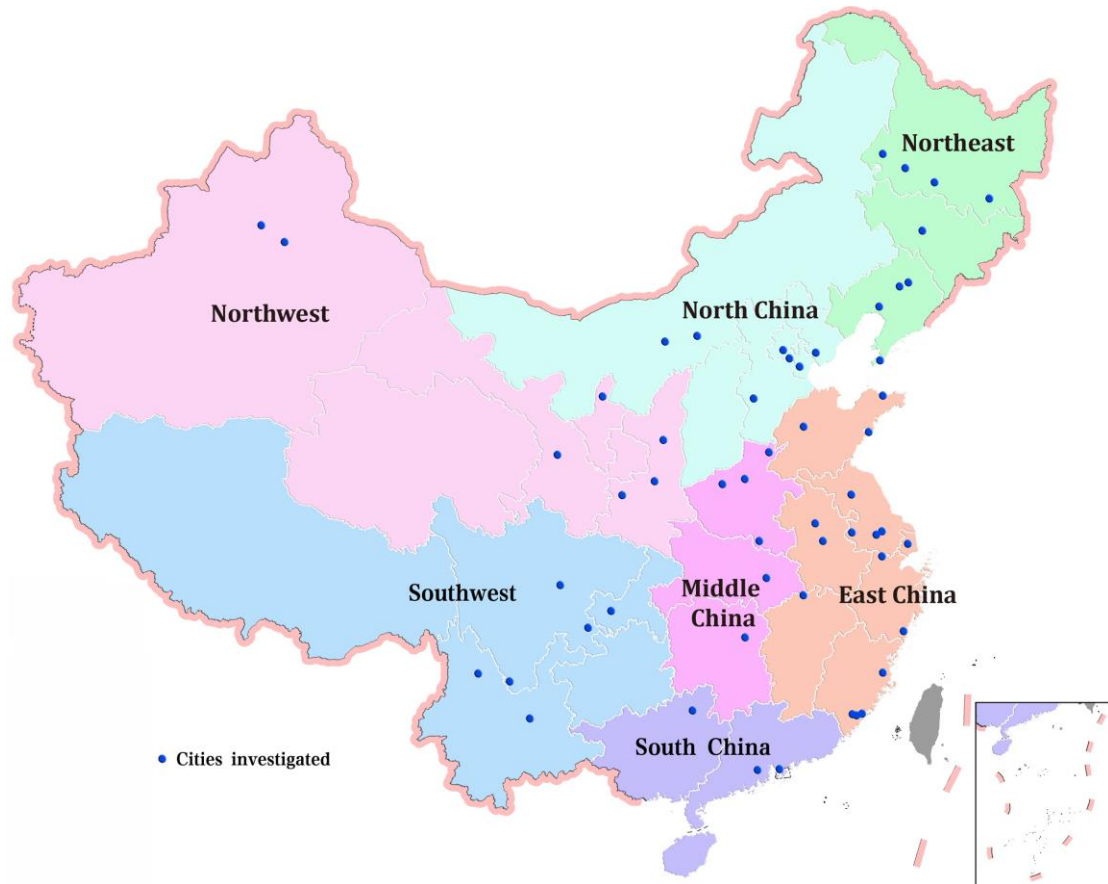 Northeast
Northwest
North China
Southwest
Middle
China
East China
South China
Cities investigated